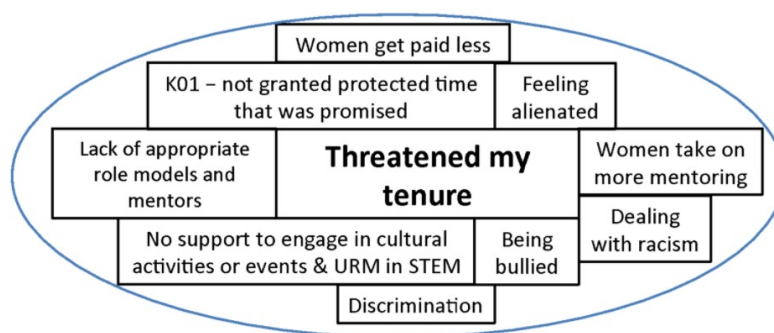 Women get paid less
K01 – not granted protected time
that was promised
Feeling
alienated
Lack of appropriate
role models and
mentors
Threatened my
tenure
Women take on
more mentoring
No support to engage in cultural
activities or events & URM in STEM
Being
bullied
Dealing
with racism
Discrimination